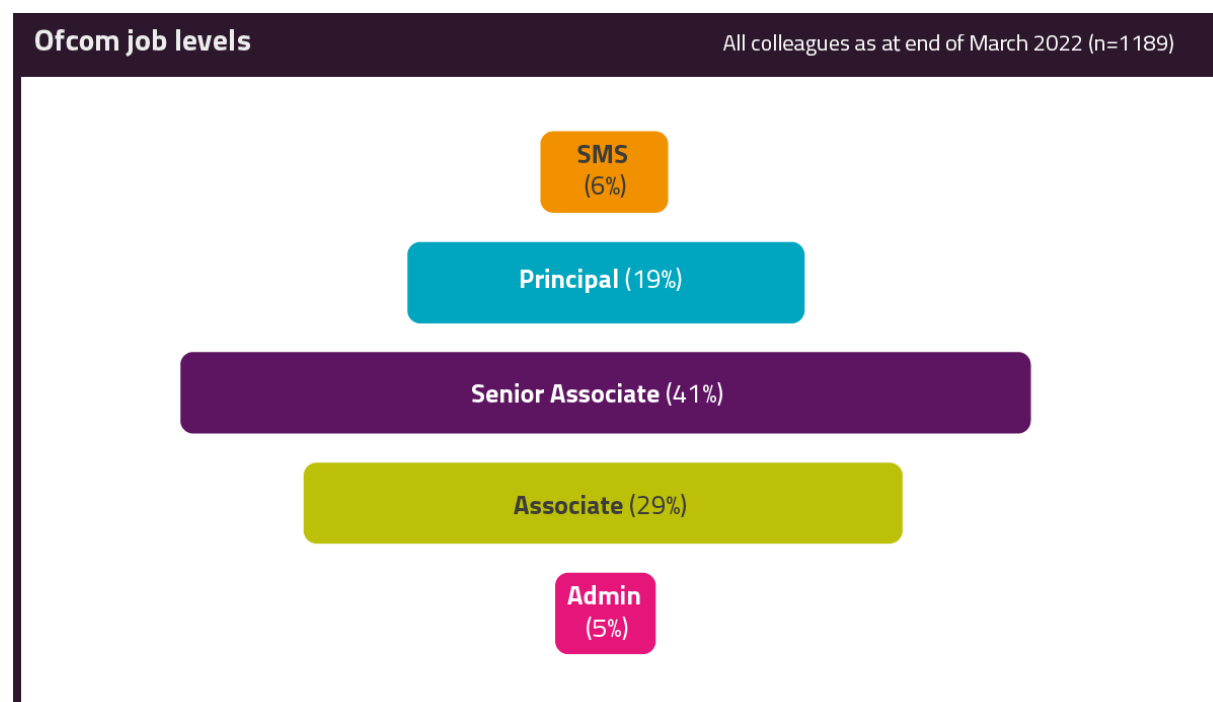 Ofcom job levels
All colleagues as at end of March 2022 (n=1189)
SMS
(6%)
Principal (19%)
Senior Associate (41%)
Associate (29%)
Admin
(5%)